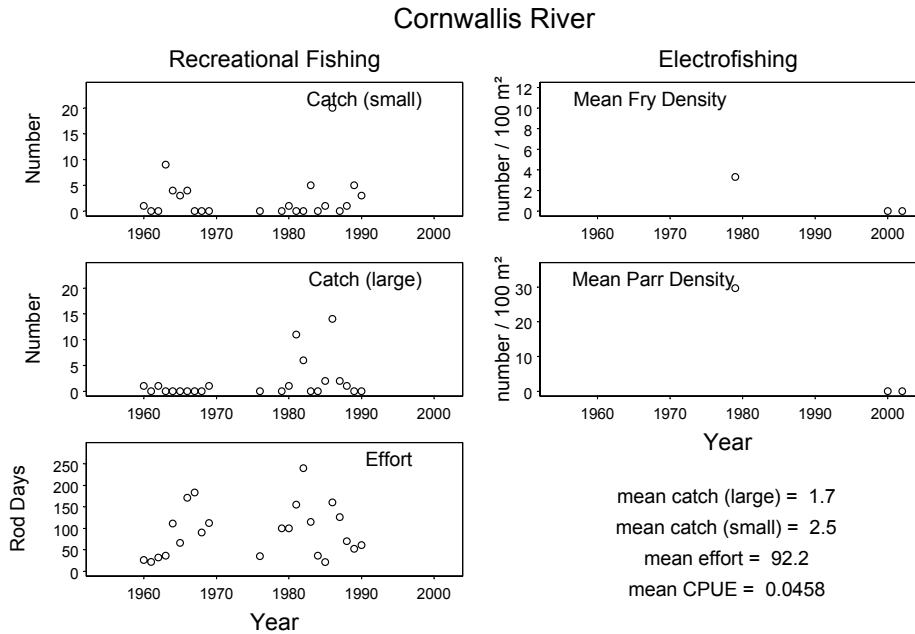 Cornwallis River
Recreational Fishing
Number
20
15
10
5
0
Catch (small)
1960 1970 1980 1990 2000
Number
20
15
10
5
0
Catch (large)
1960 1970 1980 1990 2000
Rod Days
250
200
150
100
50
0
Effort
1960 1970 1980 1990 2000
Year
Electrofishing
number / 100 m²
12
10
8
6
4
2
0
Mean Fry Density
1960 1970 1980 1990 2000
number / 100 m²
30
20
10
0
Mean Parr Density
1960 1970 1980 1990 2000
Year
mean catch (large) = 1.7
mean catch (small) = 2.5
mean effort = 92.2
mean CPUE = 0.0458